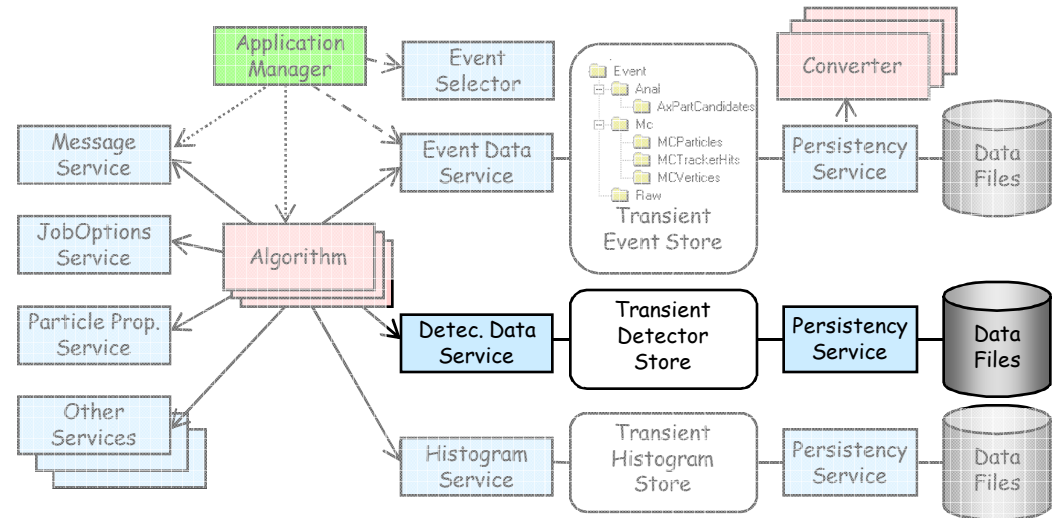 Application
Manager
Event
Selector
Converter
Event
Anal
AxPartCandidates
Mc
MCParticles
MCTrackerHits
MCVertices
Raw
Transient
Event Store
Message
Service
Event Data
Service
Persistency
Service
Data
Files
JobOptions
Service
Algorithm
Particle Prop.
Service
Detec. Data
Service
Transient
Detector
Store
Persistency
Service
Data
Files
Other
Services
Histogram
Service
Transient
Histogram
Store
Persistency
Service
Data
Files